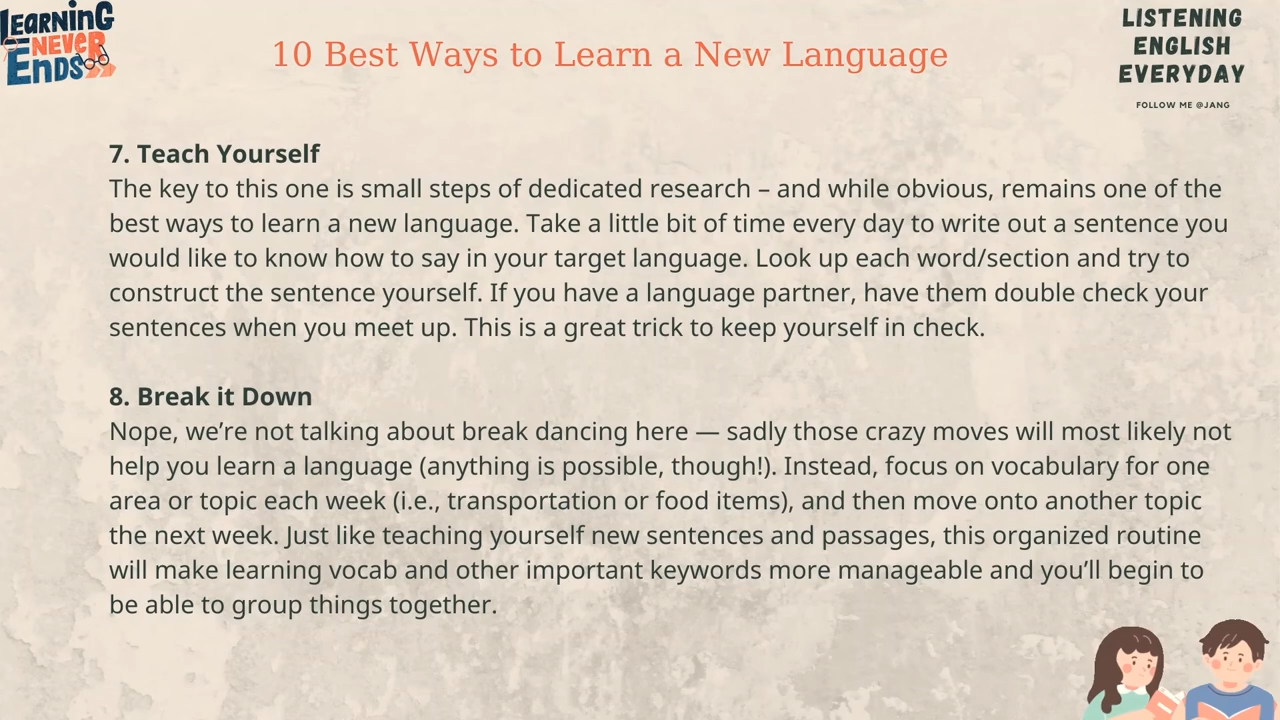 LEARNING
NEVER
ENDS
10 Best Ways to Learn a New Language
LISTENING
ENGLISH
EVERYDAY
FOLLOW ME @JANG
7. Teach Yourself
The key to this one is small steps of dedicated research – and while obvious, remains one of the
best ways to learn a new language. Take a little bit of time every day to write out a sentence you
would like to know how to say in your target language. Look up each word/section and try to
construct the sentence yourself. If you have a language partner, have them double check your
sentences when you meet up. This is a great trick to keep yourself in check.
8. Break it Down
Nope, we’re not talking about break dancing here — sadly those crazy moves will most likely not
help you learn a language (anything is possible, though!). Instead, focus on vocabulary for one
area or topic each week (i.e., transportation or food items), and then move onto another topic
the next week. Just like teaching yourself new sentences and passages, this organized routine
will make learning vocab and other important keywords more manageable and you’ll begin to
be able to group things together.